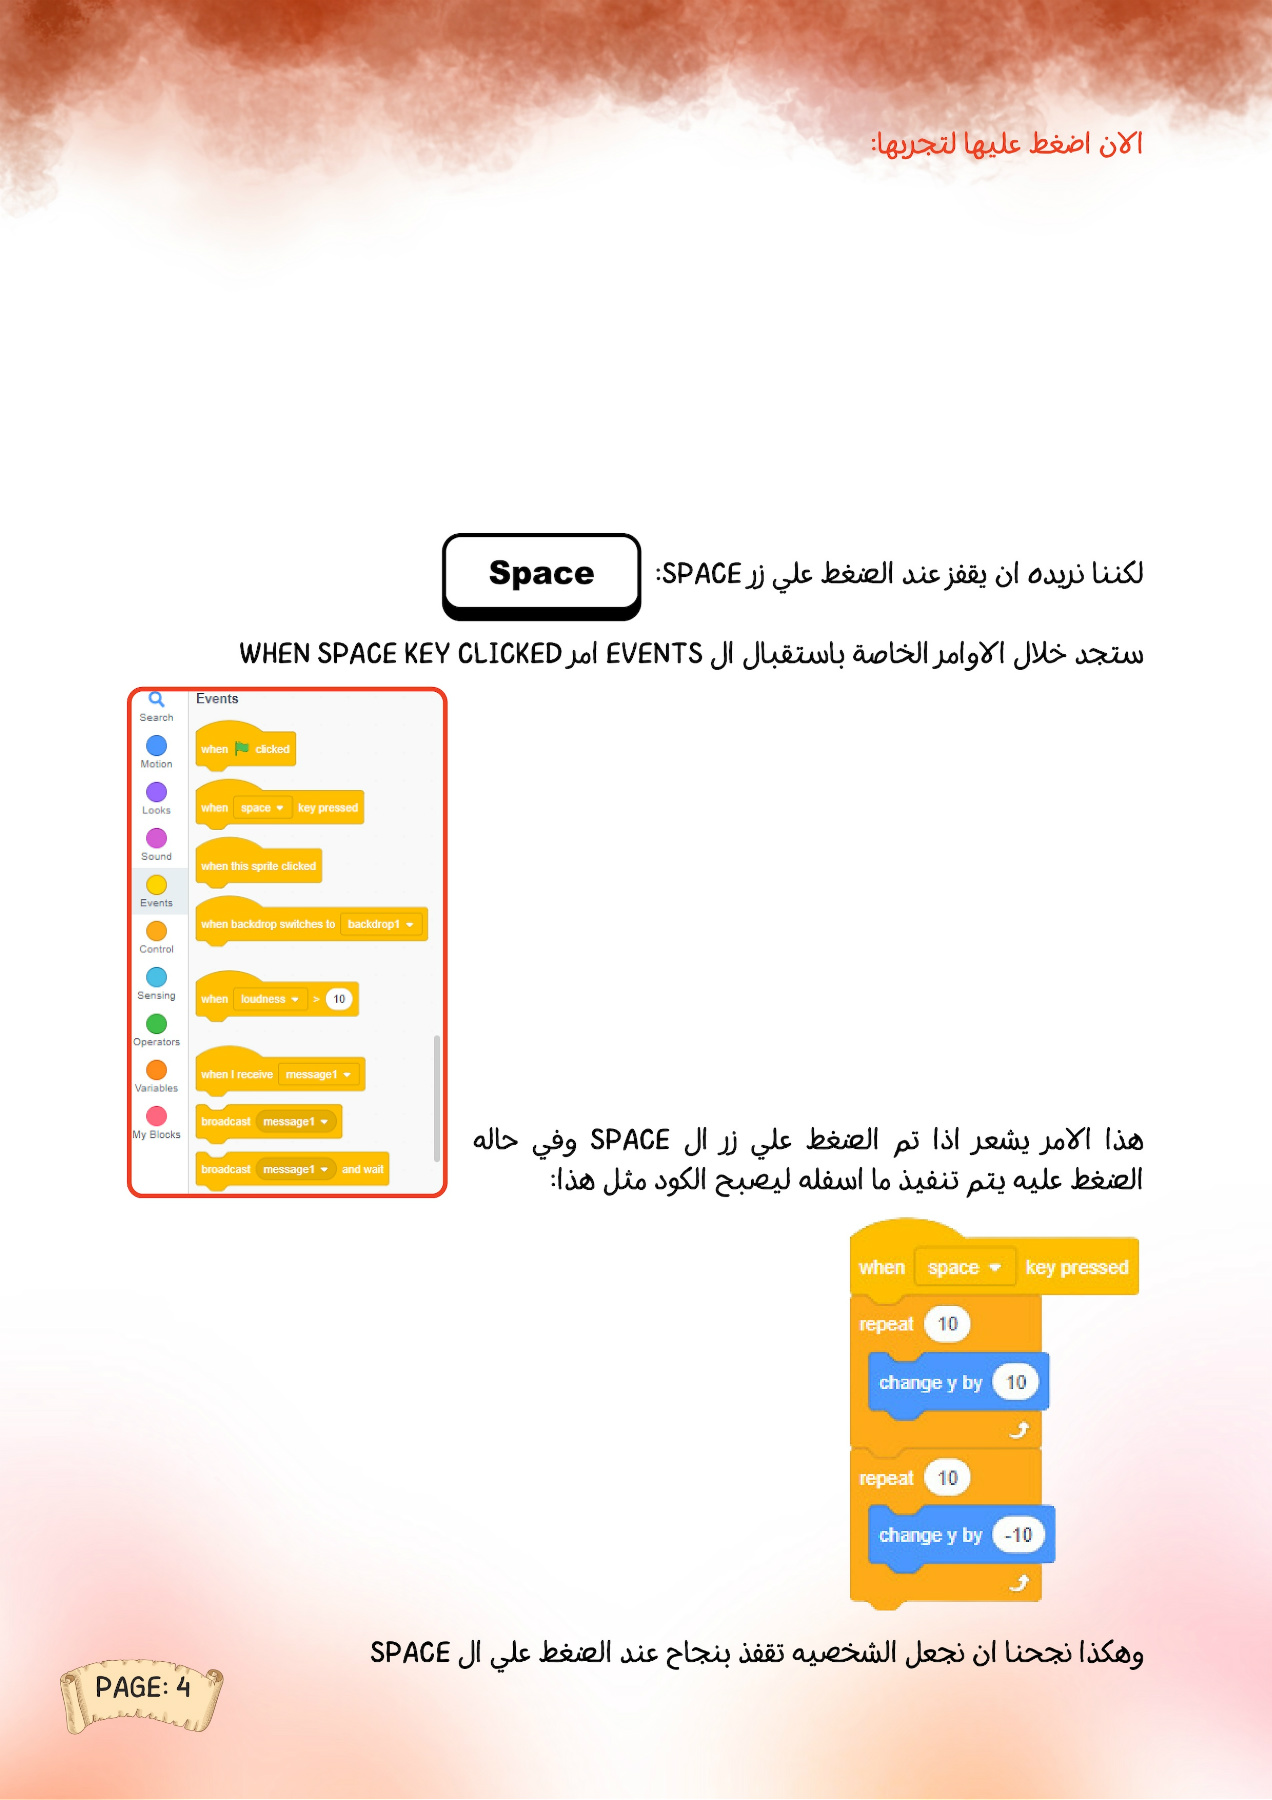 الان اضغط عليها لتجربها:
لكننا نريده ان يقفز عند الضغط علي زر SPACE:
Space
ستجد خلال الاوامر الخاصة باستقبال ال EVENTS امر WHEN SPACE KEY CLICKED
Search
Motion
Looks
Sound
Events
Control
Sensing
Operators
Variables
My Blocks
Events
when clicked
when space key pressed
when this sprite clicked
when backdrop switches to backdrop1
when loudness > 10
when I receive message1
broadcast message1
broadcast message1 and wait
هذا الامر يشعر اذا تم الضغط علي زر ال SPACE وفي حاله
الضغط عليه يتم تنفيذ ما اسفله ليصبح الكود مثل هذا:
when space key pressed
repeat 10
change y by 10
repeat 10
change y by -10
وهكذا نجحنا ان نجعل الشخصيه تقفذ بنجاح عند الضغط علي ال SPACE
PAGE: 4